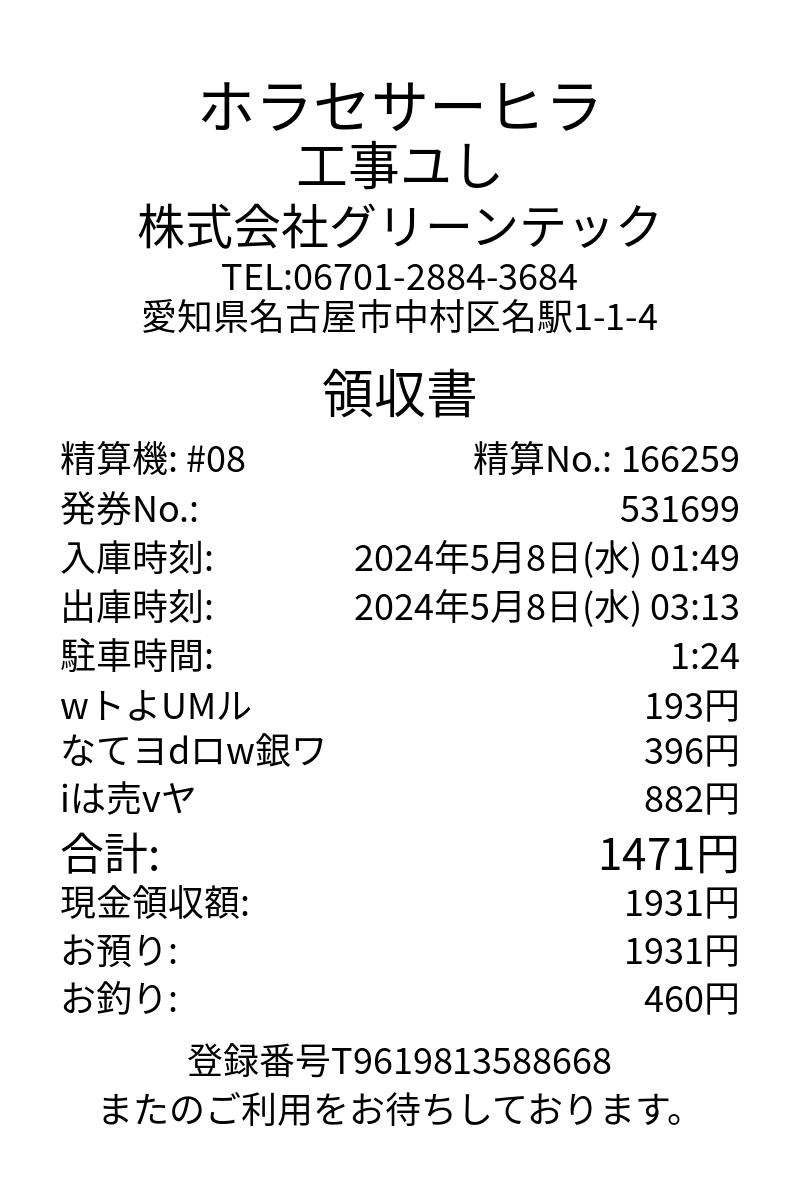 ホラセサーヒラ
工事ユし
株式会社グリーンテック
TEL:06701-2884-3684
愛知県名古屋市中村区名駅1-1-4
領収書
精算機: #08 精算No.: 166259
発券No.: 531699
入庫時刻: 2024年5月8日(水) 01:49
出庫時刻: 2024年5月8日(水) 03:13
駐車時間: 1:24
wトよUMル 193円
なてヨdロw銀ワ 396円
iは売vヤ 882円
合計: 1471円
現金領収額: 1931円
お預り: 1931円
お釣り: 460円
登録番号T9619813588668
またのご利用をお待ちしております。